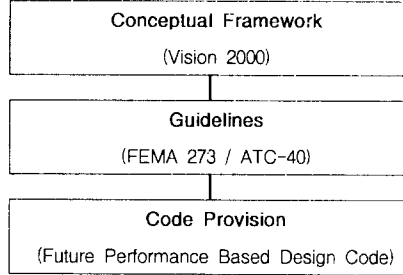 Conceptual Framework
(Vision 2000)
Guidelines
(FEMA 273 / ATC-40)
Code Provision
(Future Performance Based Design Code)